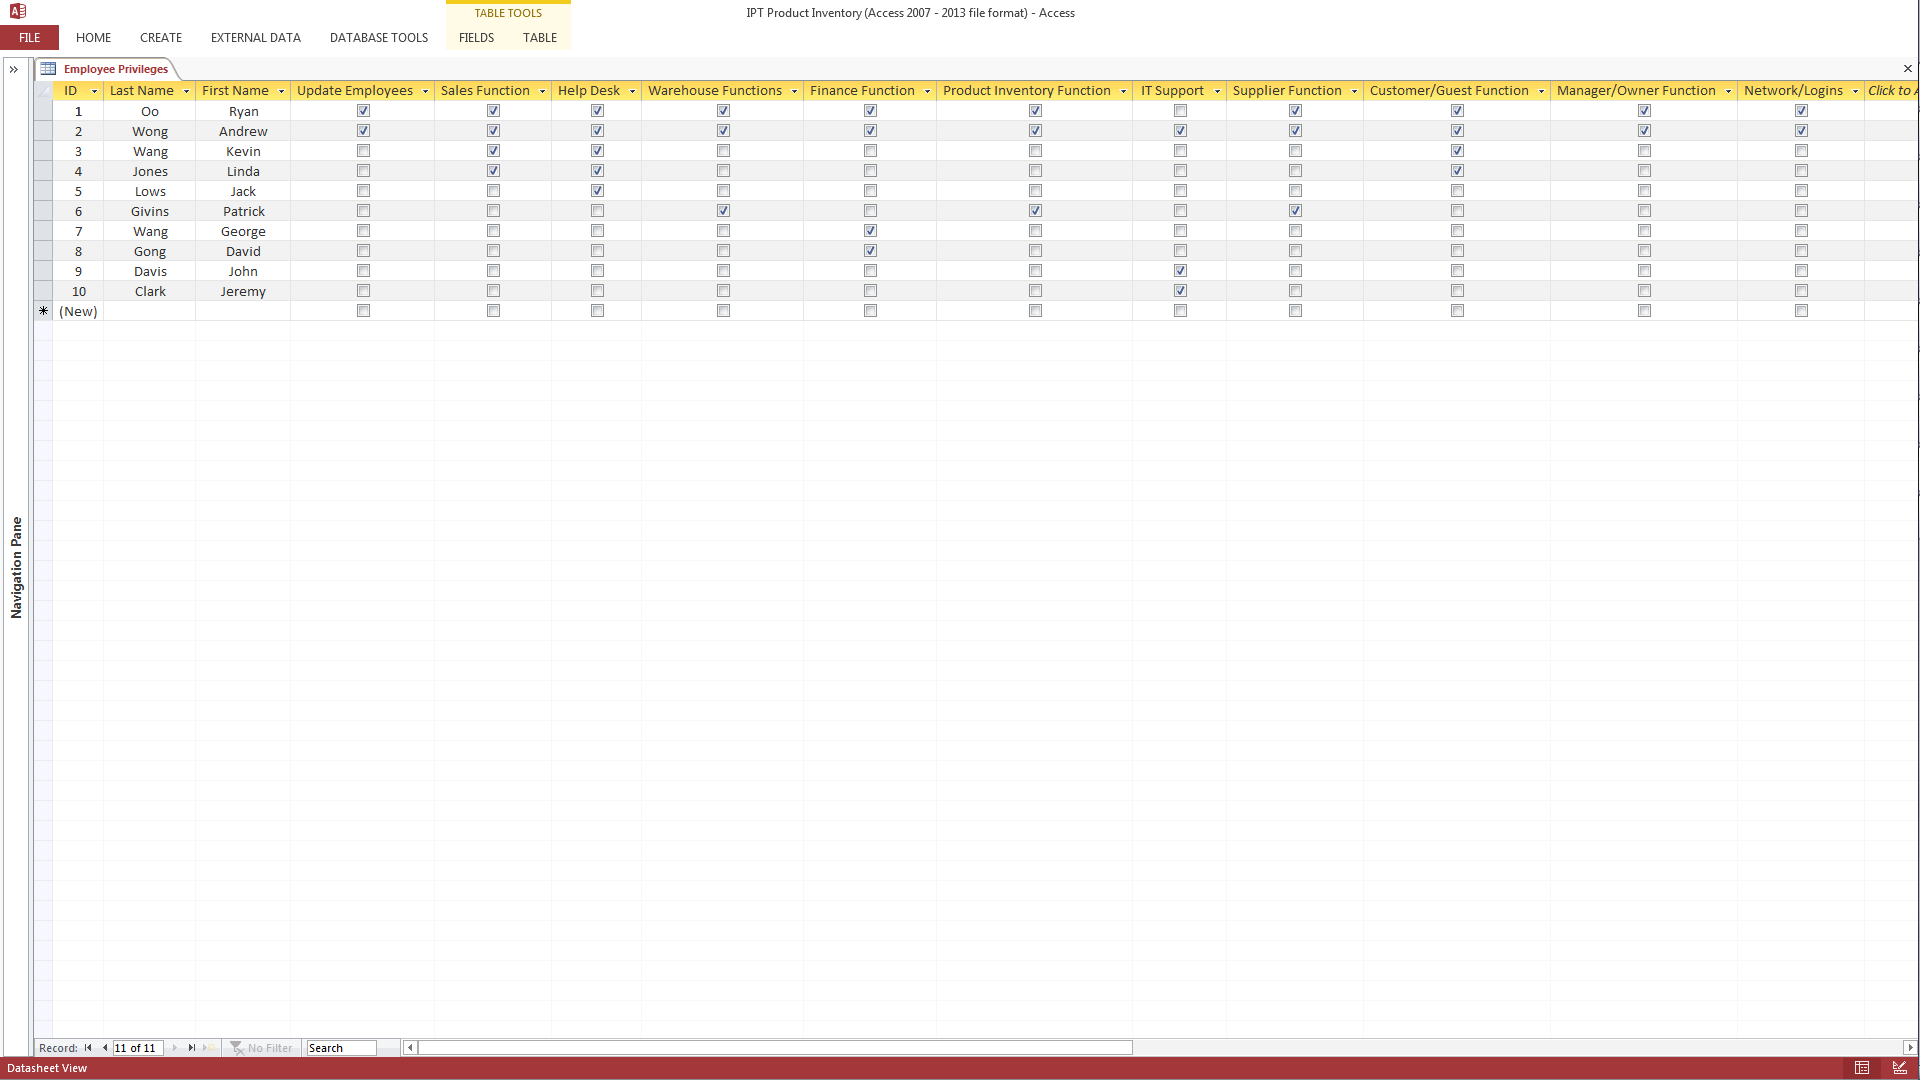 TABLE TOOLS
IPT Product Inventory (Access 2007 - 2013 file format) - Access
FILE HOME CREATE EXTERNAL DATA DATABASE TOOLS FIELDS TABLE
» Employee Privileges
ID Last Name First Name Update Employees Sales Function Help Desk Warehouse Functions Finance Function Product Inventory Function IT Support Supplier Function Customer/Guest Function Manager/Owner Function Network/Logins Click to A
1 Oo Ryan
2 Wong Andrew
3 Wang Kevin
4 Jones Linda
5 Lows Jack
6 Givins Patrick
7 Wang George
8 Gong David
9 Davis John
10 Clark Jeremy
(New)
Navigation Pane
Record: 11 of 11 No Filter Search
Datasheet View